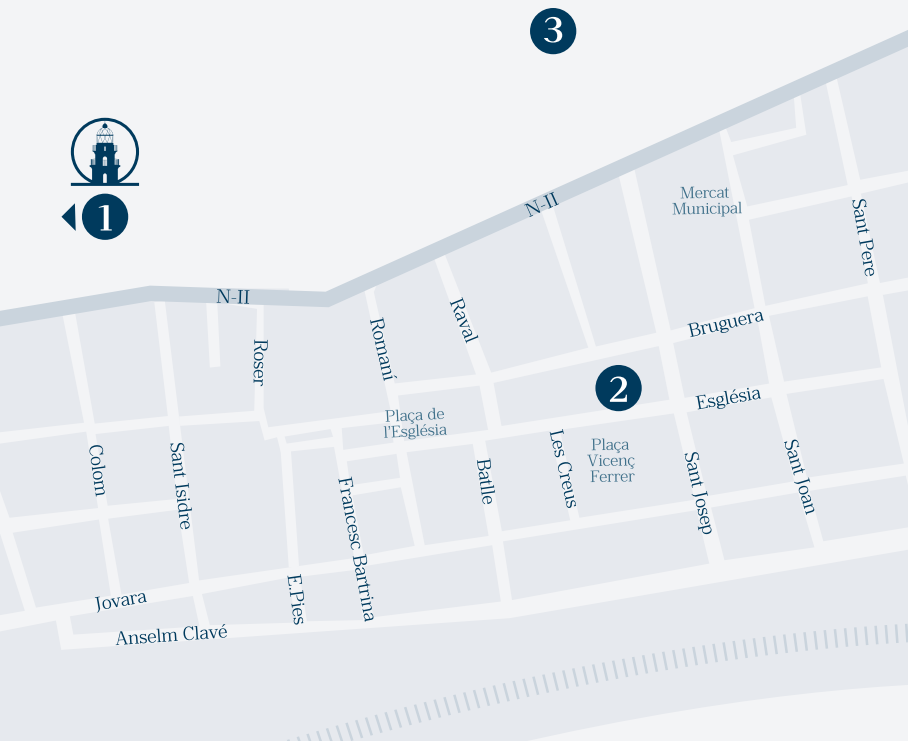 3
1
N-II
Mercat
Municipal
Sant Pere
N-II
Roser
Romaní
Raval
Bruguera
2
Església
Plaça de
l'Església
Colom
Sant Isidre
Batlle
Les Creus
Plaça
Vicenç
Ferrer
Sant Josep
Sant Joan
Francesc Bartrina
E.Pies
Jovara
Anselm Clavé